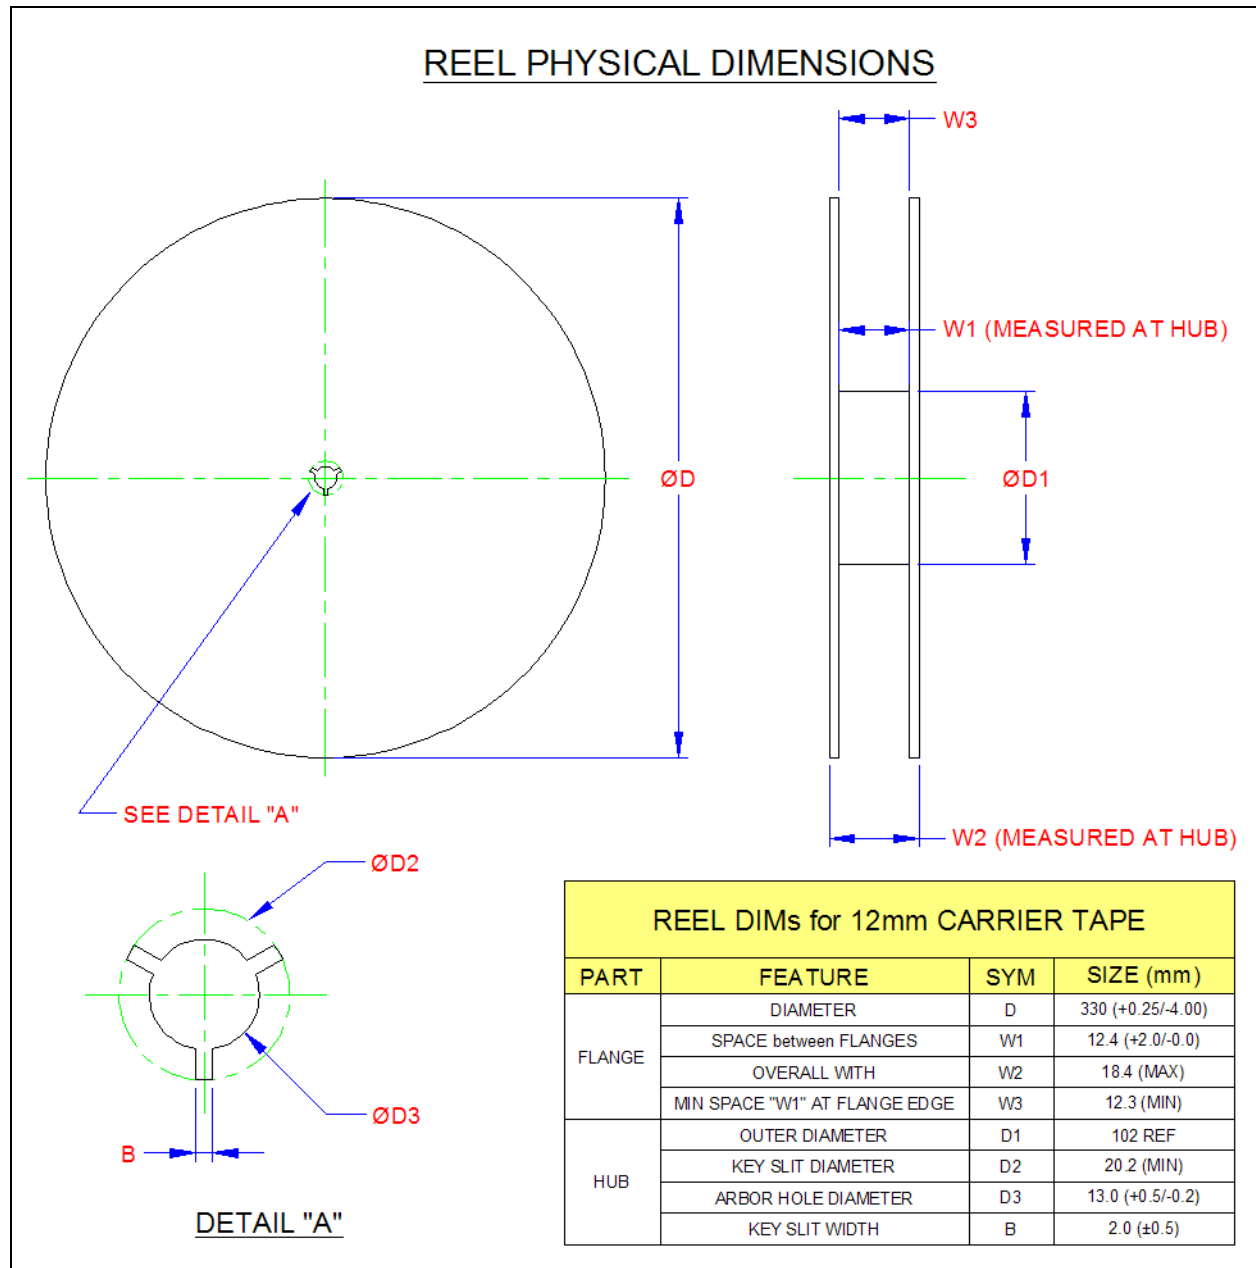 REEL PHYSICAL DIMENSIONS
W3
W1 (MEASURED AT HUB)
ØD
ØD1
SEE DETAIL "A"
W2 (MEASURED AT HUB)
ØD2
ØD3
B
DETAIL "A"
REEL DIMs for 12mm CARRIER TAPE
PART FEATURE SYM SIZE (mm)
FLANGE
DIAMETER D 330 (+0.25/-4.00)
SPACE between FLANGES W1 12.4 (+2.0/-0.0)
OVERALL WITH W2 18.4 (MAX)
MIN SPACE "W1" AT FLANGE EDGE W3 12.3 (MIN)
HUB
OUTER DIAMETER D1 102 REF
KEY SLIT DIAMETER D2 20.2 (MIN)
ARBOR HOLE DIAMETER D3 13.0 (+0.5/-0.2)
KEY SLIT WIDTH B 2.0 (±0.5)